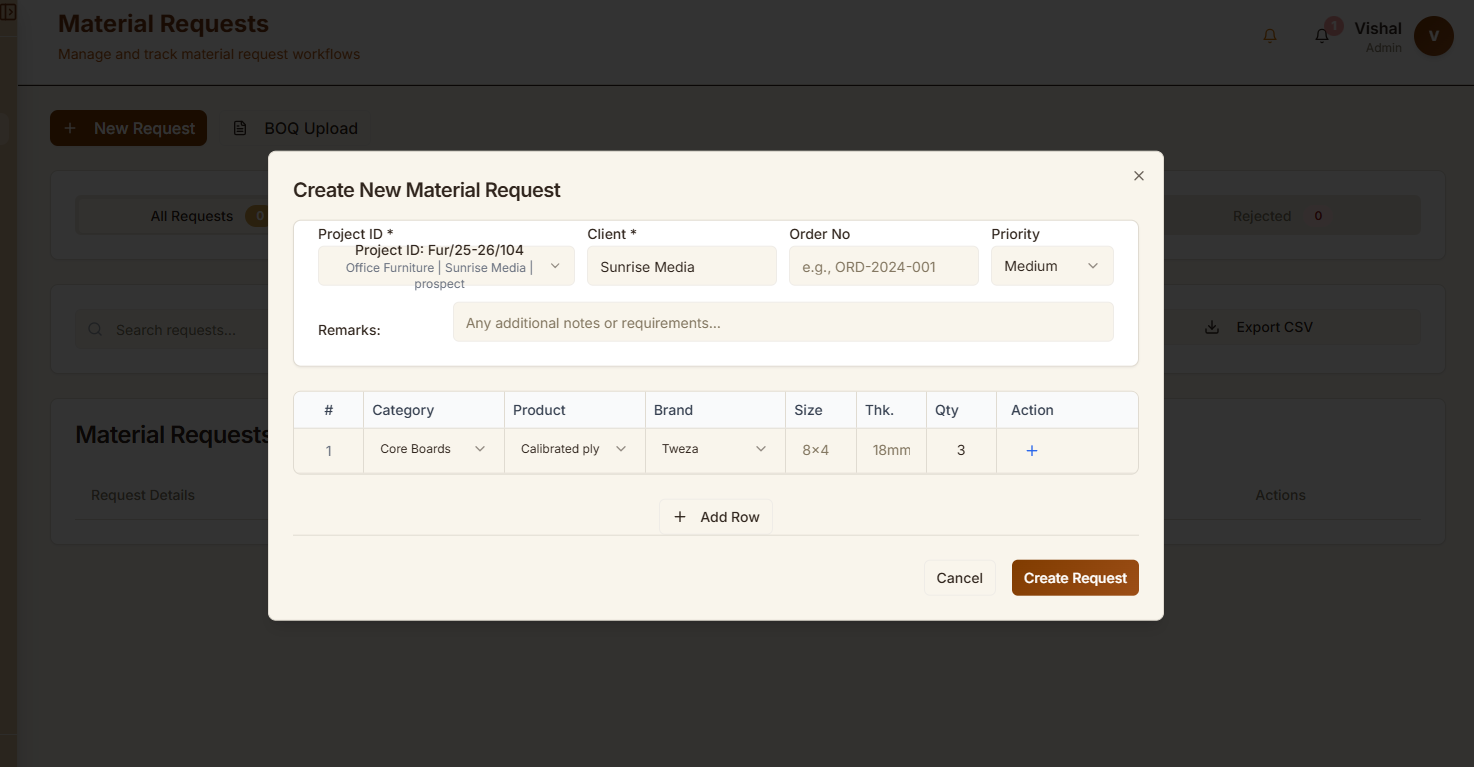 Material Requests
Manage and track material request workflows
1
Vishal
Admin
V
+ New Request
BOQ Upload
All Requests 0
Rejected 0
Search requests...
Export CSV
Material Requests
Request Details
Actions
Create New Material Request
×
Project ID * Client * Order No Priority
Project ID: Fur/25-26/104
Office Furniture | Sunrise Media |
prospect
Sunrise Media
e.g., ORD-2024-001
Medium
Remarks:
Any additional notes or requirements...
# Category Product Brand Size Thk. Qty Action
1 Core Boards Calibrated ply Tweza 8×4 18mm 3 +
+ Add Row
Cancel
Create Request